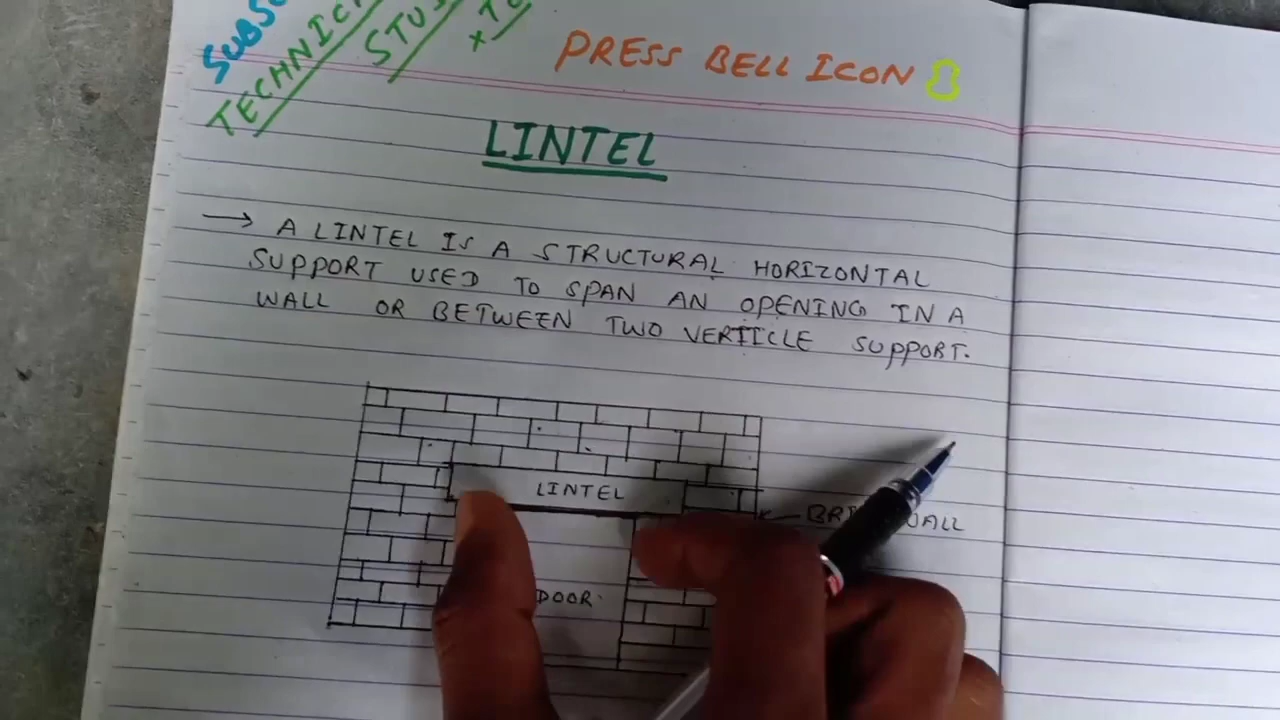 TECHNICAL
PRESS BELL ICON
LINTEL
→ A LINTEL IS A STRUCTURAL HORIZONTAL
SUPPORT USED TO SPAN AN OPENING IN A
WALL OR BETWEEN TWO VERTICLE SUPPORT.
LINTEL
DOOR